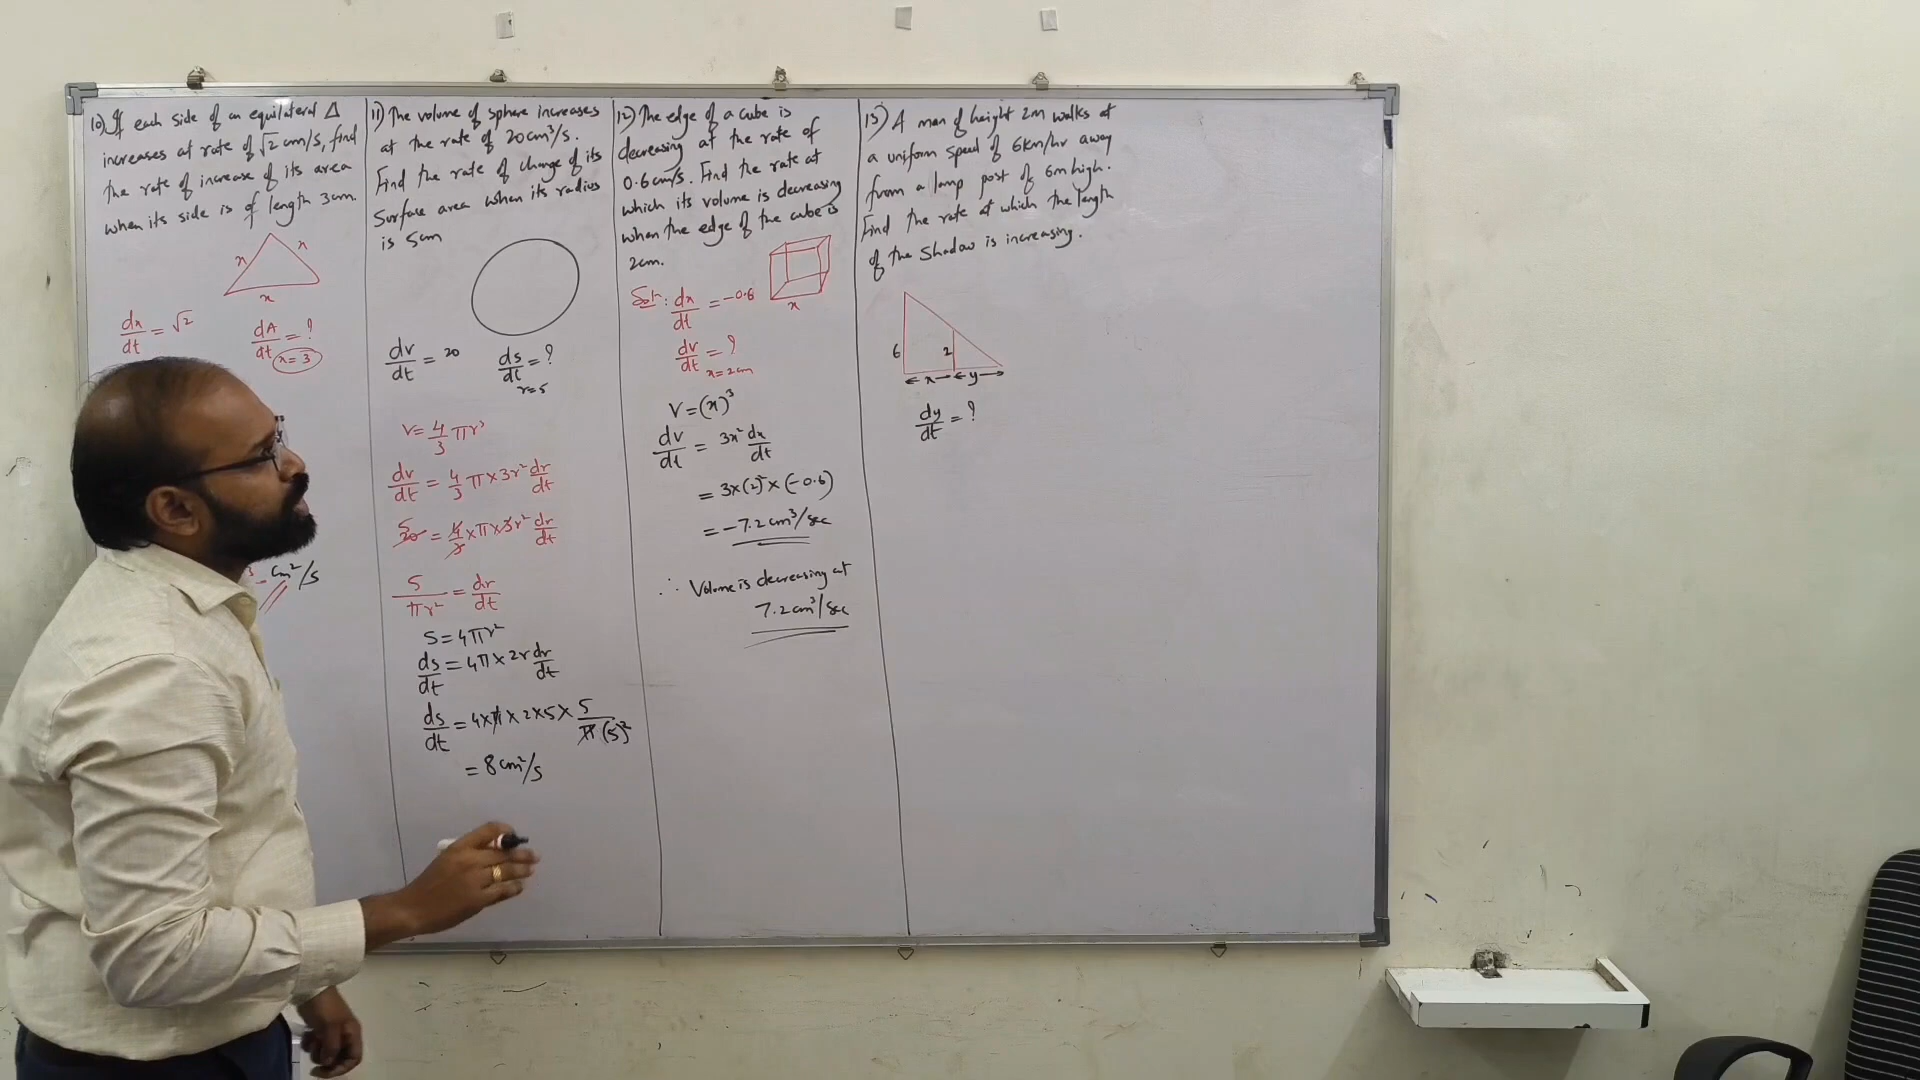 10) If each side of an equilateral Δ
increases at rate of √2 cm/s, find
the rate of increase of its area
when its side is of length 3cm.
x
x
x
dx/dt = √2
dA/dt = ?
x=3
cm²/s
11) The volume of sphere increases
at the rate of 20cm³/s.
Find the rate of change of its
Surface area when its radius
is 5cm
dv/dt = 20
ds/dt = ?
r=5
V = 4/3 πr³
dv/dt = 4/3 π × 3r² dr/dt
5
20 = 4/3 × π × 3r² dr/dt
5/πr² = dr/dt
S = 4πr²
ds/dt = 4π × 2r dr/dt
ds/dt = 4×π × 2×5 × 5/π(5)²
= 8cm²/s
12) The edge of a cube is
decreasing at the rate of
0.6cm/s. Find the rate at
which its volume is decreasing
when the edge of the cube is
2cm.
x
Sol: dx/dt = -0.6
dv/dt = ?
x=2cm
V = (x)³
dv/dt = 3x² dx/dt
= 3×(2)² × (-0.6)
= -7.2cm³/sec
∴ Volume is decreasing at
7.2cm³/sec
13) A man of height 2m walks at
a uniform speed of 6km/hr away
from a lamp post of 6m high.
Find the rate at which the length
of the Shadow is increasing.
6
2
x
y
dy/dt = ?